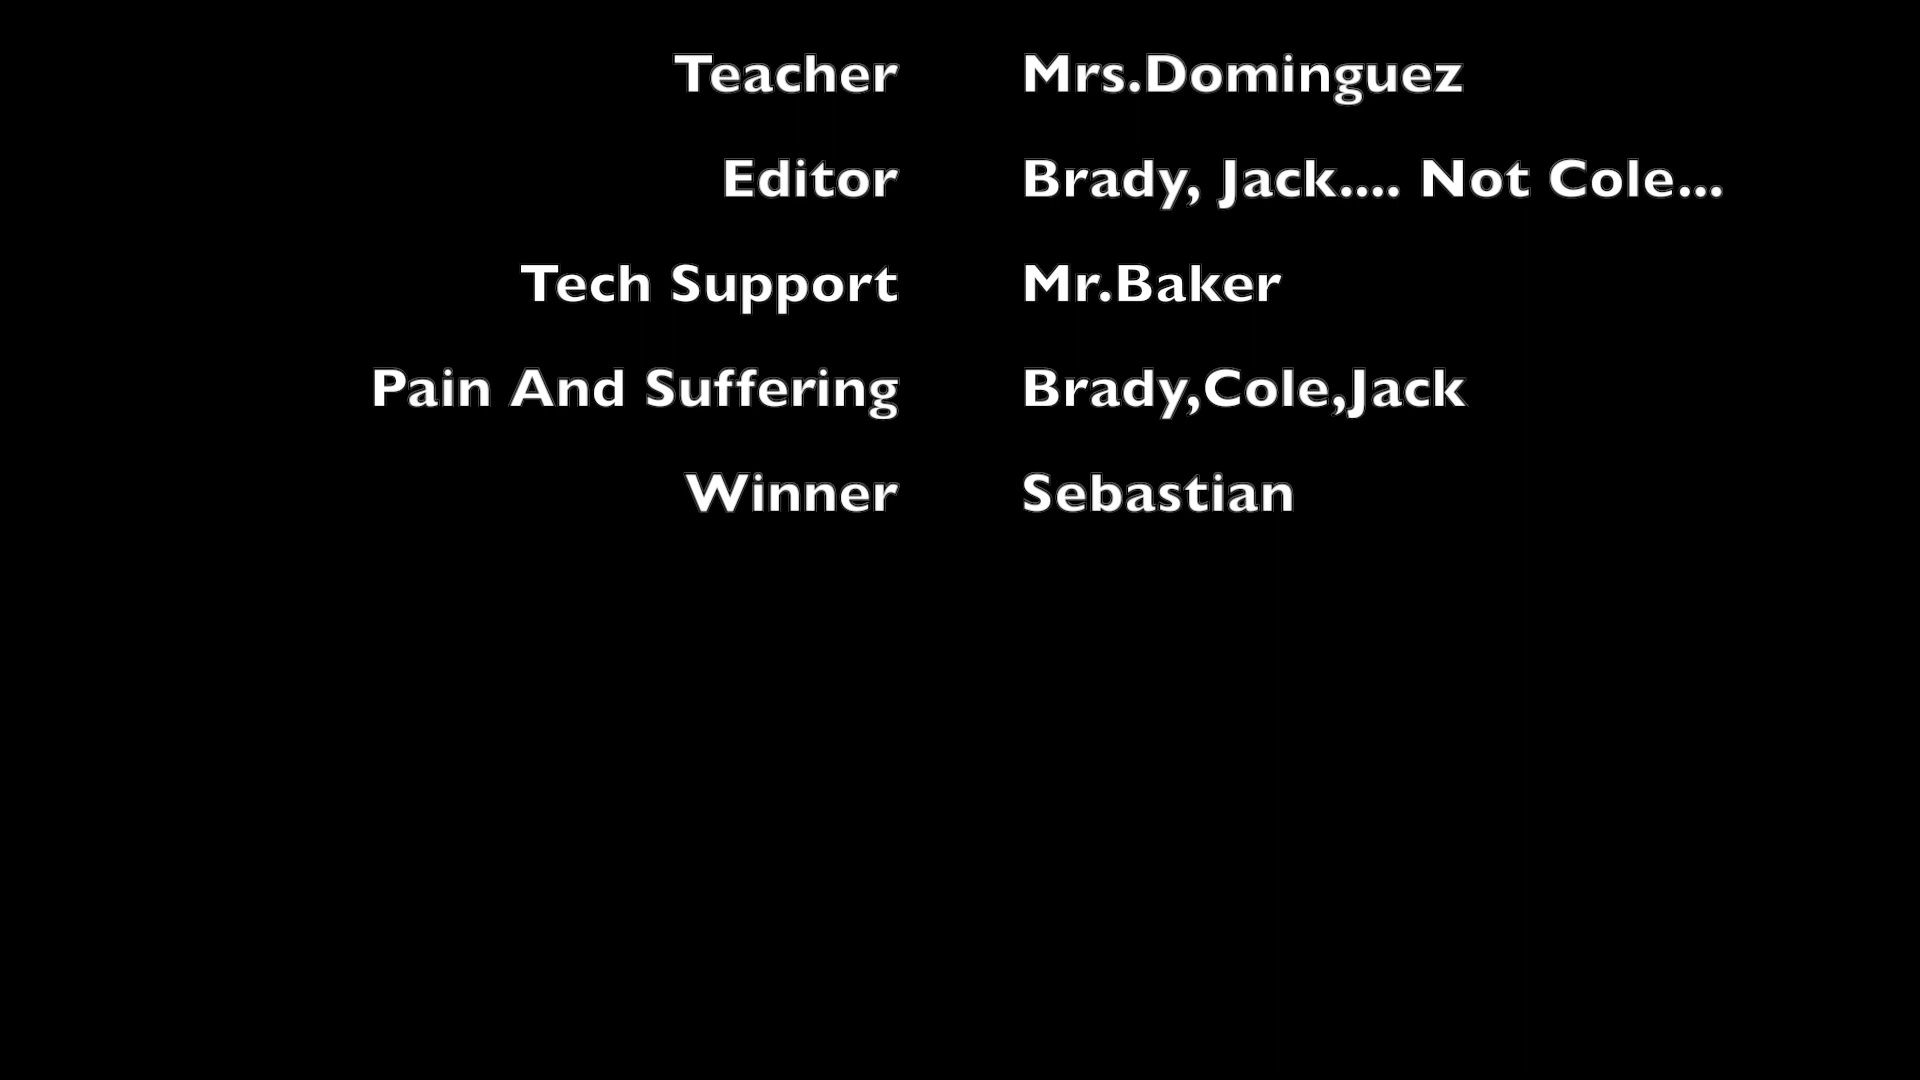 Teacher Mrs.Dominguez
Editor Brady, Jack.... Not Cole...
Tech Support Mr.Baker
Pain And Suffering Brady,Cole,Jack
Winner Sebastian